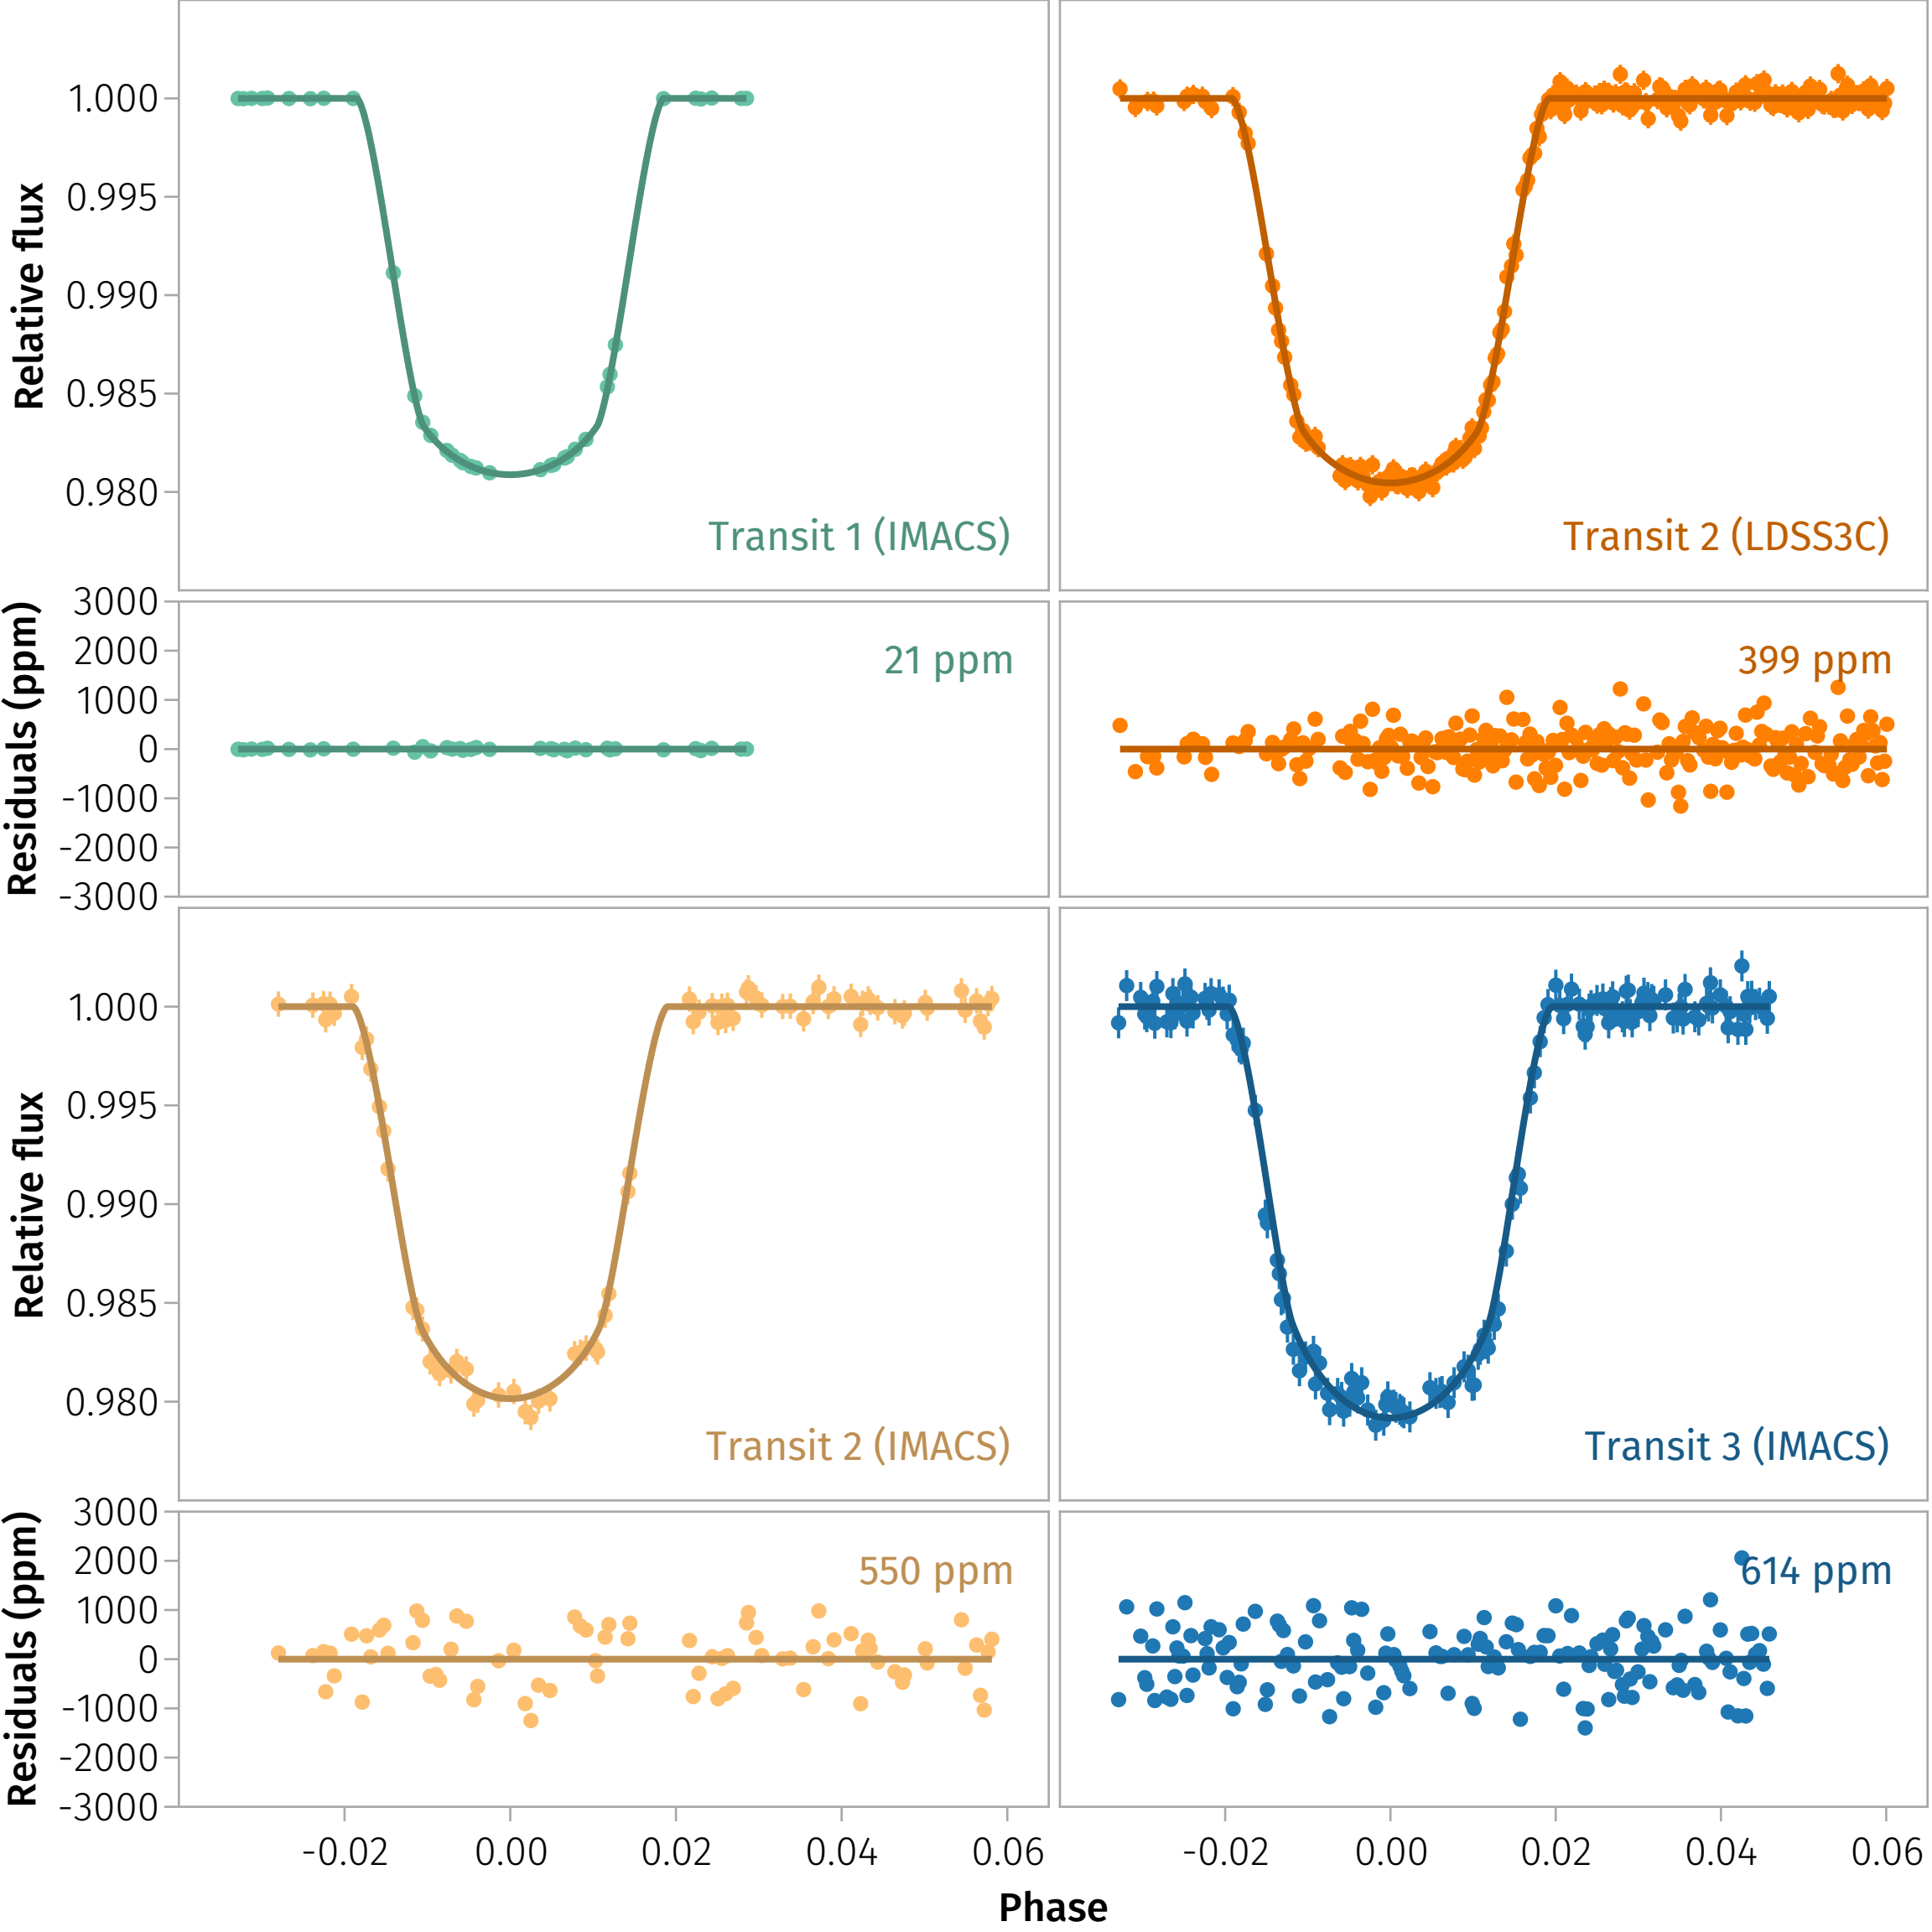 Relative flux
1.000
0.995
0.990
0.985
0.980
Transit 1 (IMACS)
Transit 2 (LDSS3C)
Residuals (ppm)
3000
2000
1000
0
-1000
-2000
-3000
21 ppm
399 ppm
Relative flux
1.000
0.995
0.990
0.985
0.980
Transit 2 (IMACS)
Transit 3 (IMACS)
Residuals (ppm)
3000
2000
1000
0
-1000
-2000
-3000
550 ppm
614 ppm
-0.02 0.00 0.02 0.04 0.06 -0.02 0.00 0.02 0.04 0.06
Phase